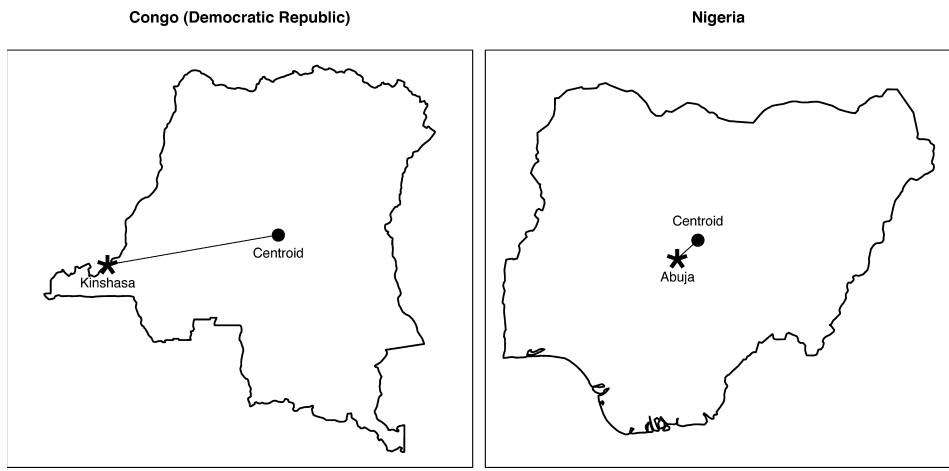 Congo (Democratic Republic)
Nigeria
Centroid
Kinshasa
Centroid
Abuja